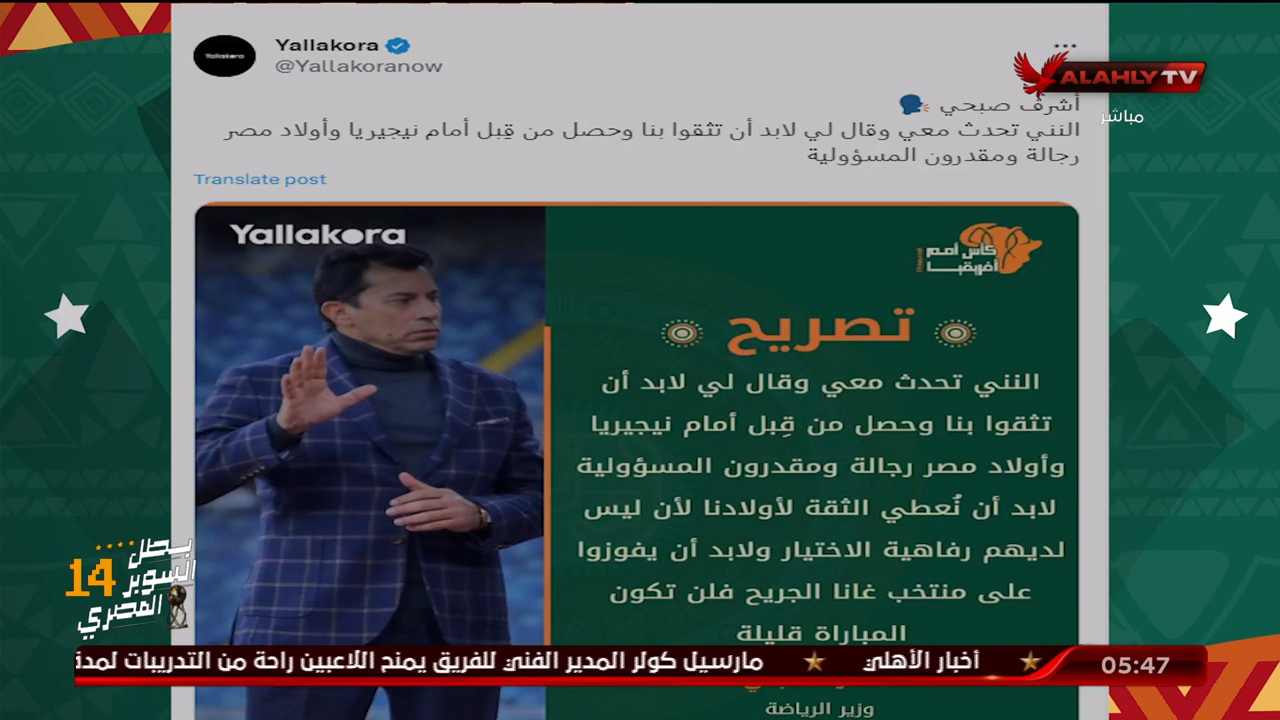 Yallakora
@Yallakoranow
ALAHLY TV
مباشر
أشرف صبحي
النني تحدث معي وقال لي لابد أن تثقوا بنا وحصل من قِبل أمام نيجيريا وأولاد مصر
رجالة ومقدرون المسؤولية
Translate post
Yallakora
كأس أمم
أفريقيا
تصريح
النني تحدث معي وقال لي لابد أن
تثقوا بنا وحصل من قِبل أمام نيجيريا
وأولاد مصر رجالة ومقدرون المسؤولية
لابد أن نُعطي الثقة لأولادنا لأن ليس
لديهم رفاهية الاختيار ولابد أن يفوزوا
على منتخب غانا الجريح فلن تكون
المباراة قليلة
وزير الرياضة
بطل
السوبر 14
المصري
أخبار الأهلي ★ مارسيل كولر المدير الفني للفريق يمنح اللاعبين راحة من التدريبات لمدة
05:47